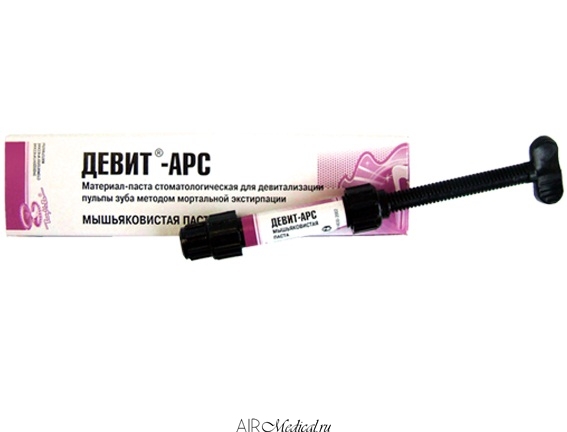 ДЕВИТ®-АРС
Материал-паста стоматологическая для девитализации
пульпы зуба методом мортальной экстирпации
МЫШЬЯКОВИСТАЯ ПАСТ
ДЕВИТ-АРС
МЫШЬЯКОВИСТАЯ
ПАСТА
AIRMedical.ru